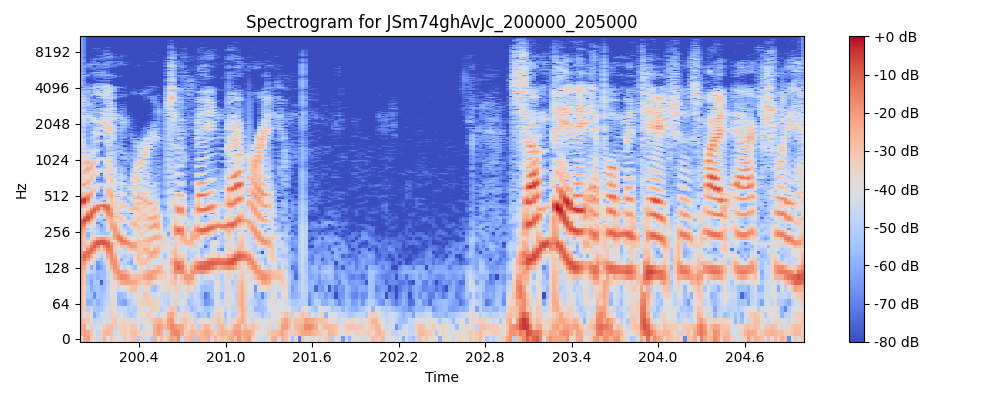 Spectrogram for JSm74ghAvJc_200000_205000
Hz
8192
4096
2048
1024
512
256
128
64
0
200.4 201.0 201.6 202.2 202.8 203.4 204.0 204.6
Time
+0 dB
-10 dB
-20 dB
-30 dB
-40 dB
-50 dB
-60 dB
-70 dB
-80 dB